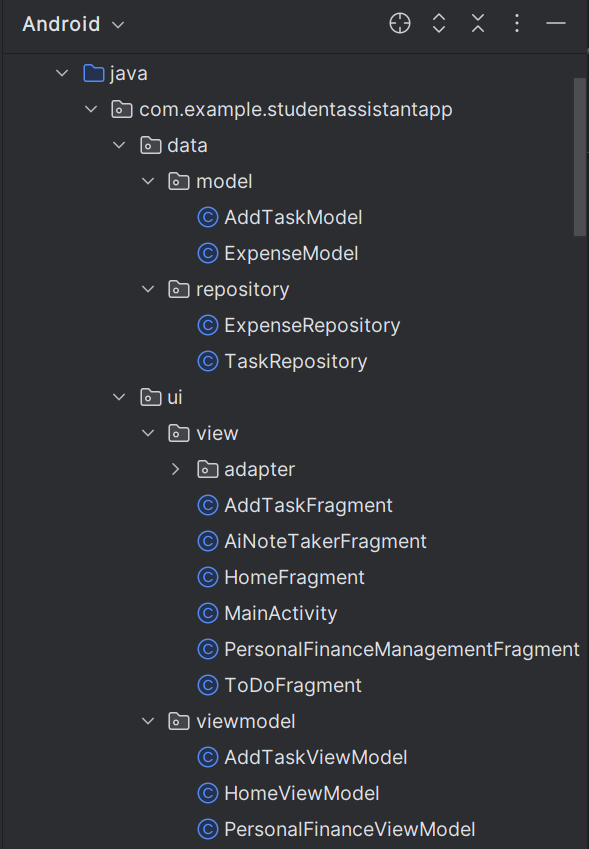 Android
java
com.example.studentassistantapp
data
model
AddTaskModel
ExpenseModel
repository
ExpenseRepository
TaskRepository
ui
view
adapter
AddTaskFragment
AiNoteTakerFragment
HomeFragment
MainActivity
PersonalFinanceManagementFragment
ToDoFragment
viewmodel
AddTaskViewModel
HomeViewModel
PersonalFinanceViewModel